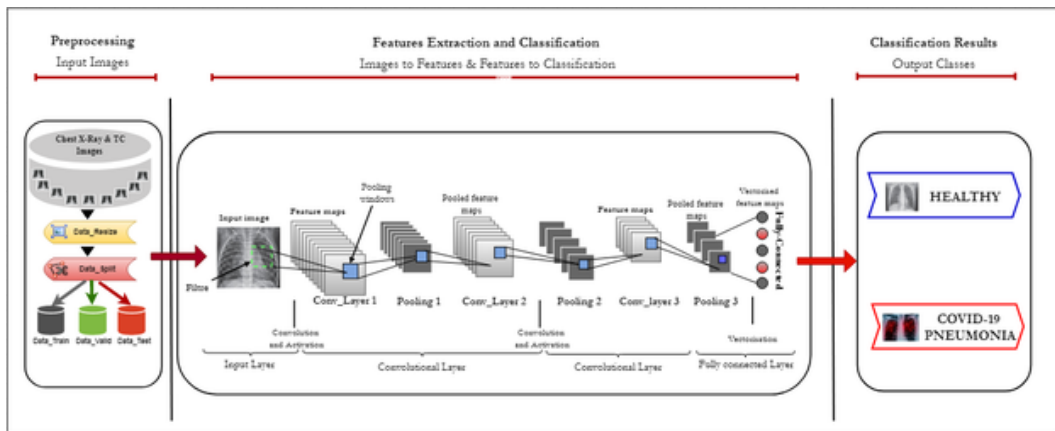 Preprocessing
Input Images
Features Extraction and Classification
Images to Features & Features to Classification
Classification Results
Output Classes
Chest X-Ray & TC
Images
Data_Resize
Data_Split
Data_Train
Data_valid
Data_Test
Input image
Filtre
Feature maps
Pooling
windows
Pooled feature
maps
Feature maps
Pooled feature
maps
Vectorised
feature maps
Fully-Connected
Conv_Layer 1
Pooling 1
Conv_Layer 2
Pooling 2
Conv_layer 3
Pooling 3
Convolution
and Activation
Convolution
and Activation
Vectorisation
Input Layer
Convolutional Layer
Convolutional Layer
Fully connected Layer
HEALTHY
COVID-19
PNEUMONIA